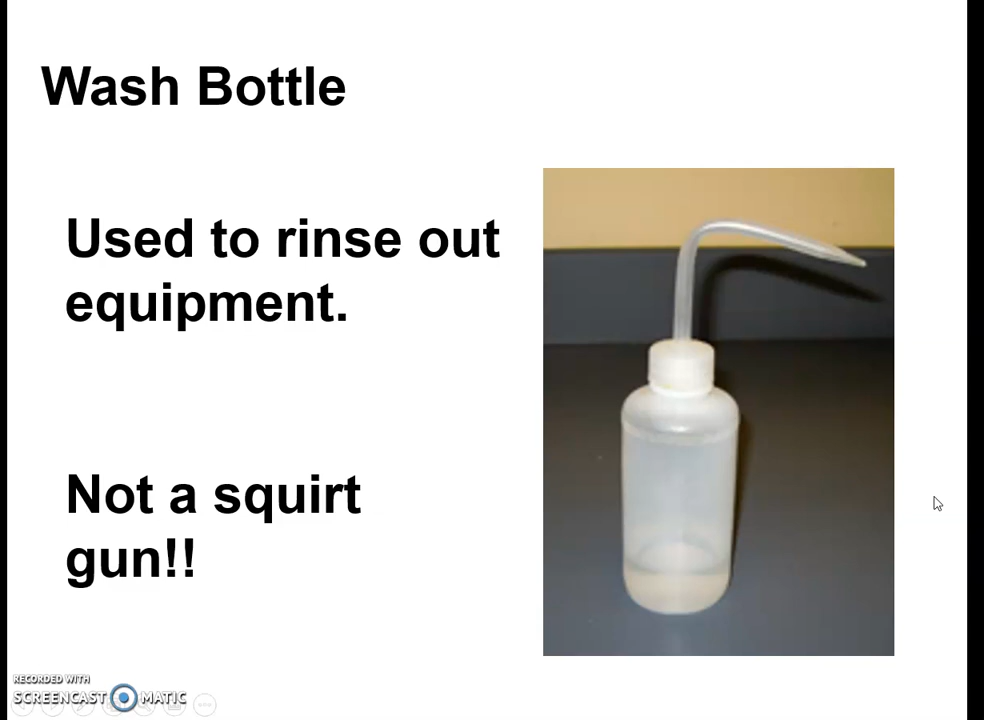 Wash Bottle
Used to rinse out
equipment.
Not a squirt
gun!!
RECORDED WITH
SCREENCAST MATIC